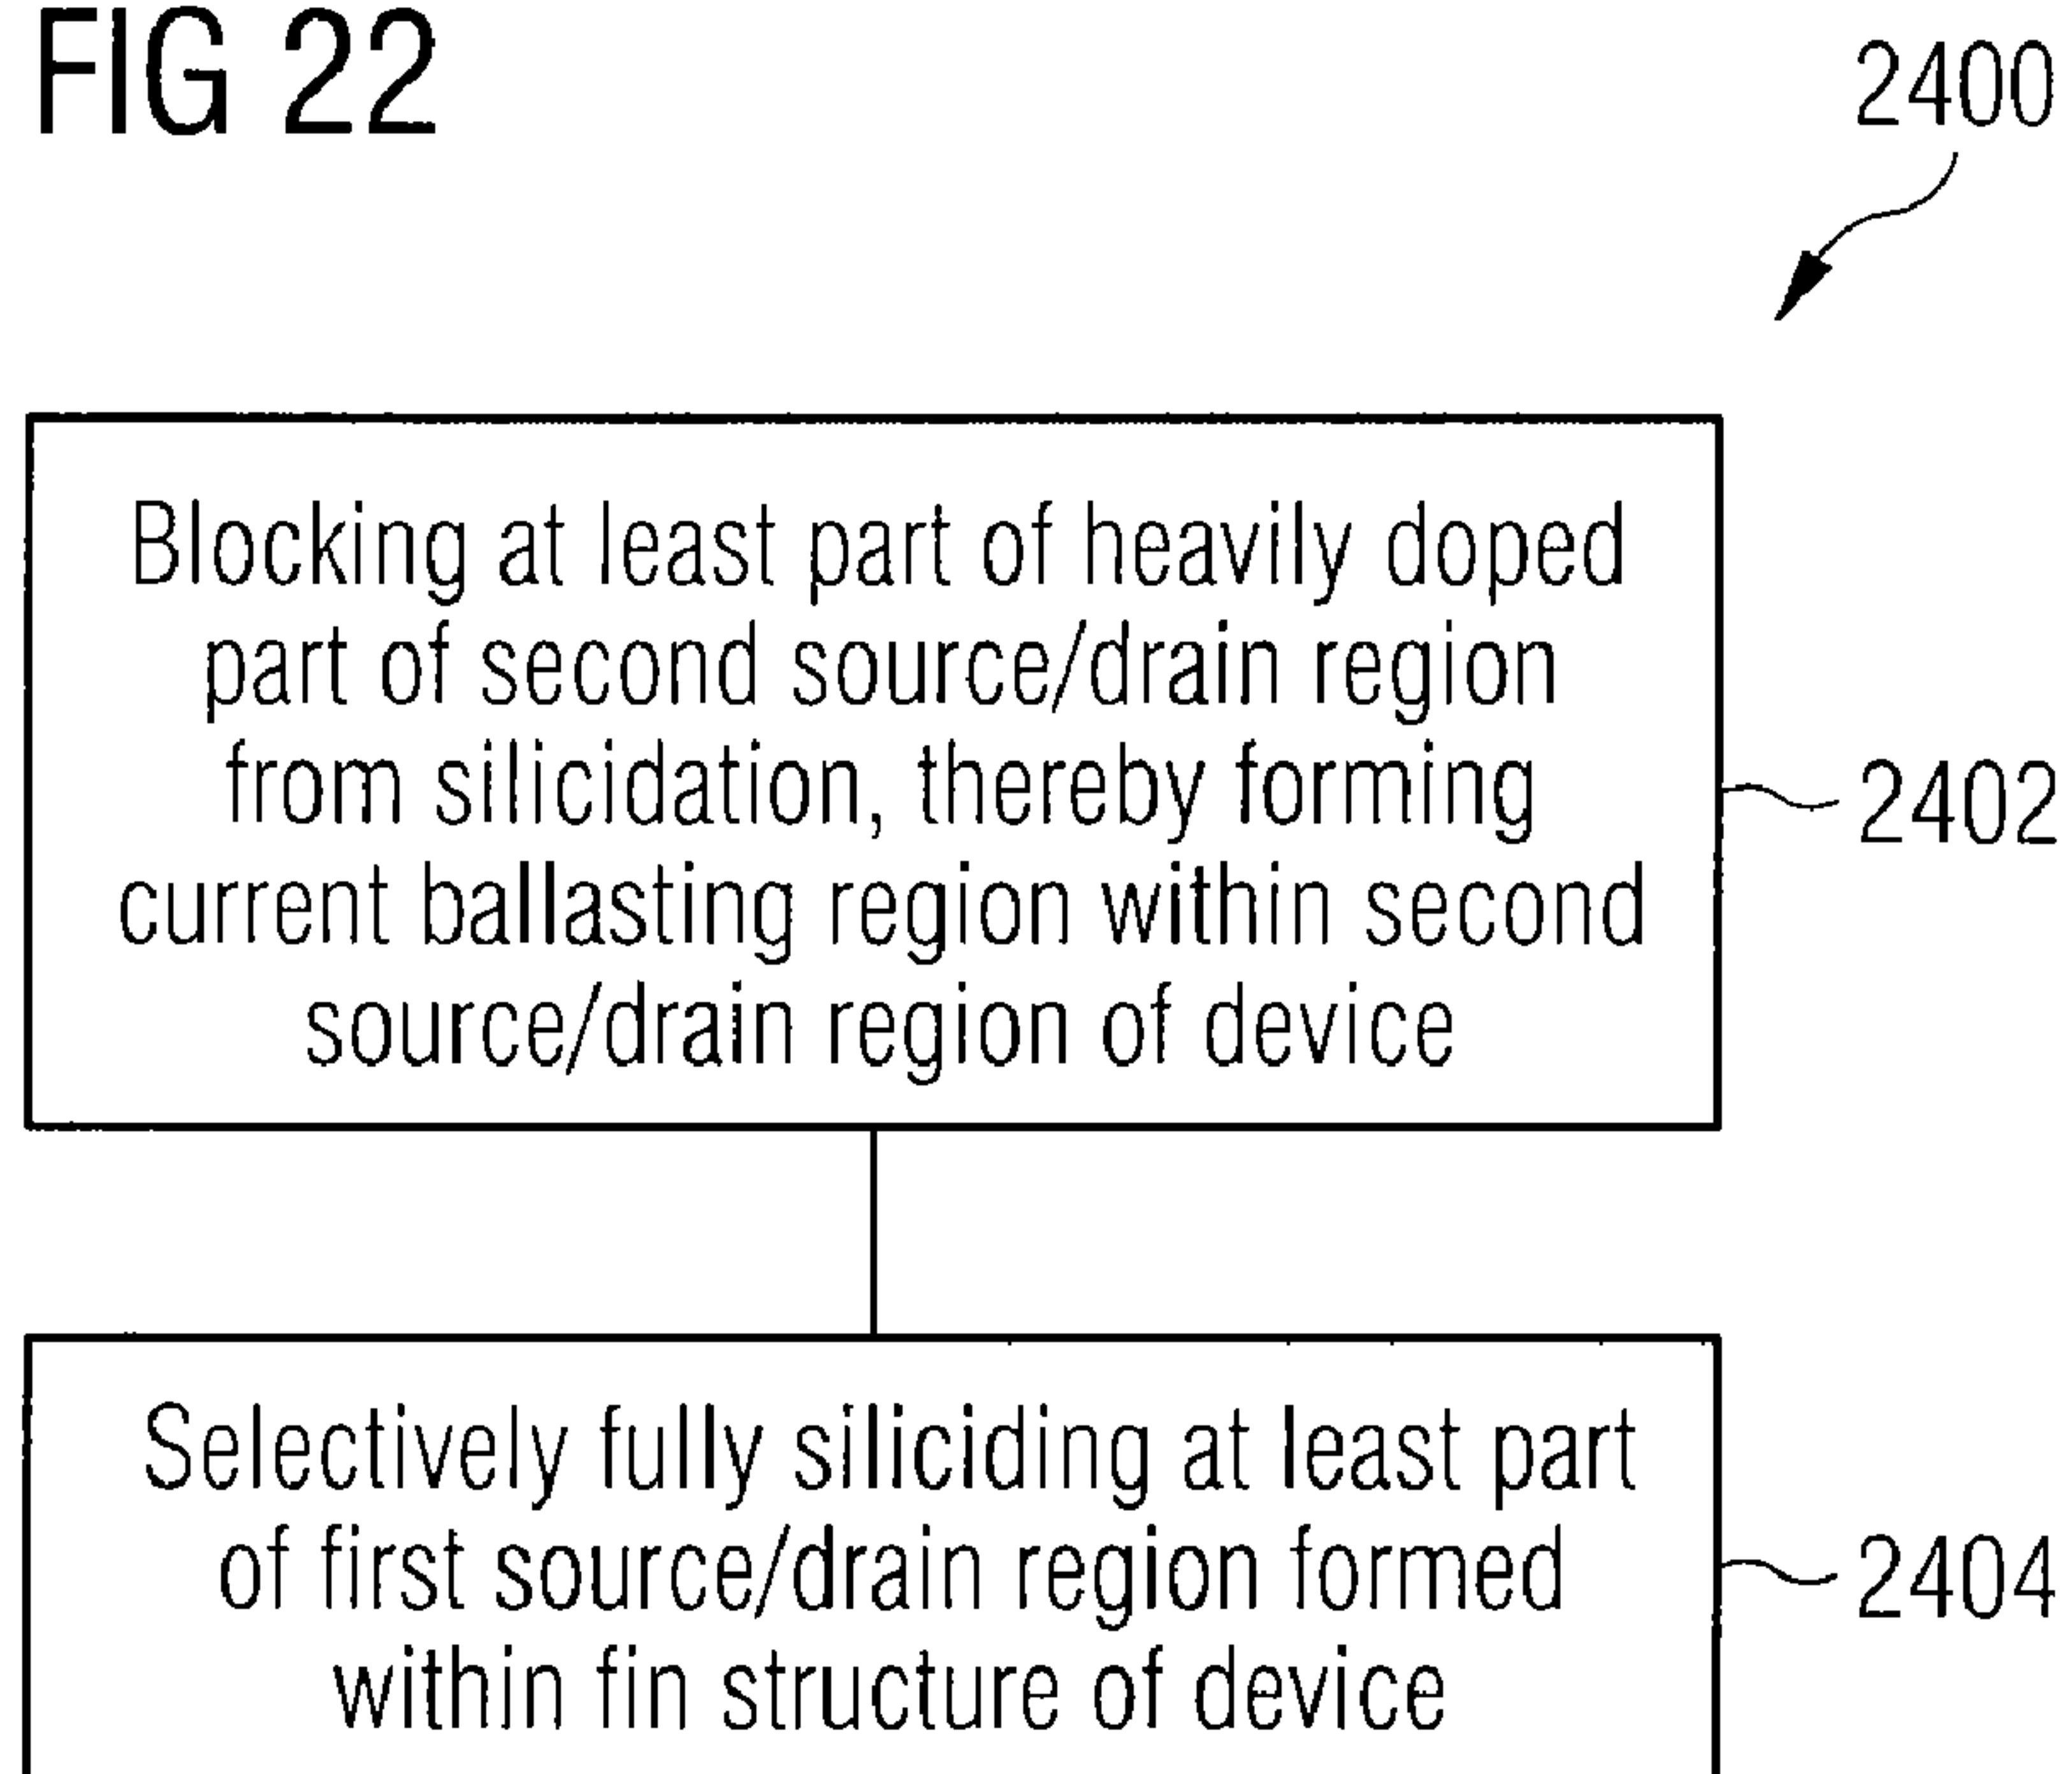 FIG 22
2400
Blocking at least part of heavily doped
part of second source/drain region
from silicidation, thereby forming
current ballasting region within second
source/drain region of device
2402
Selectively fully siliciding at least part
of first source/drain region formed
within fin structure of device
2404